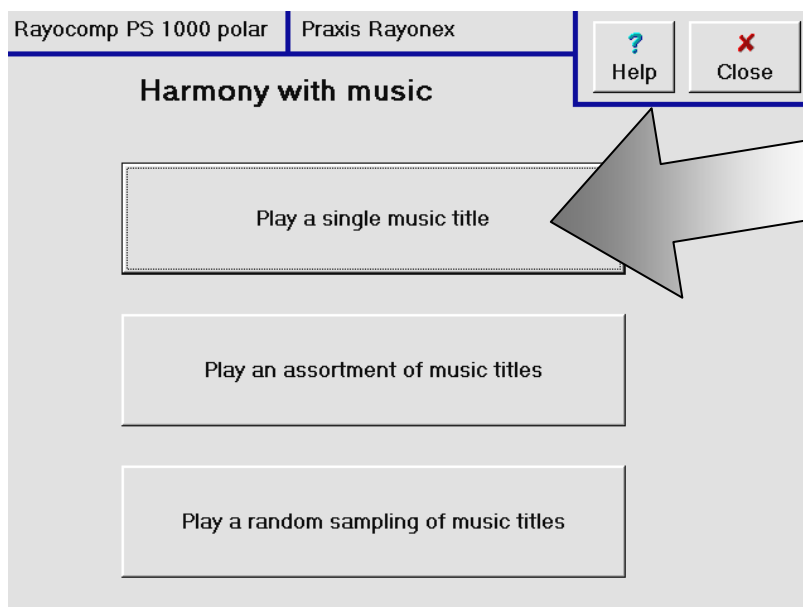 Rayocomp PS 1000 polar
Praxis Rayonex
?
Help
Close
Harmony with music
Play a single music title
Play an assortment of music titles
Play a random sampling of music titles